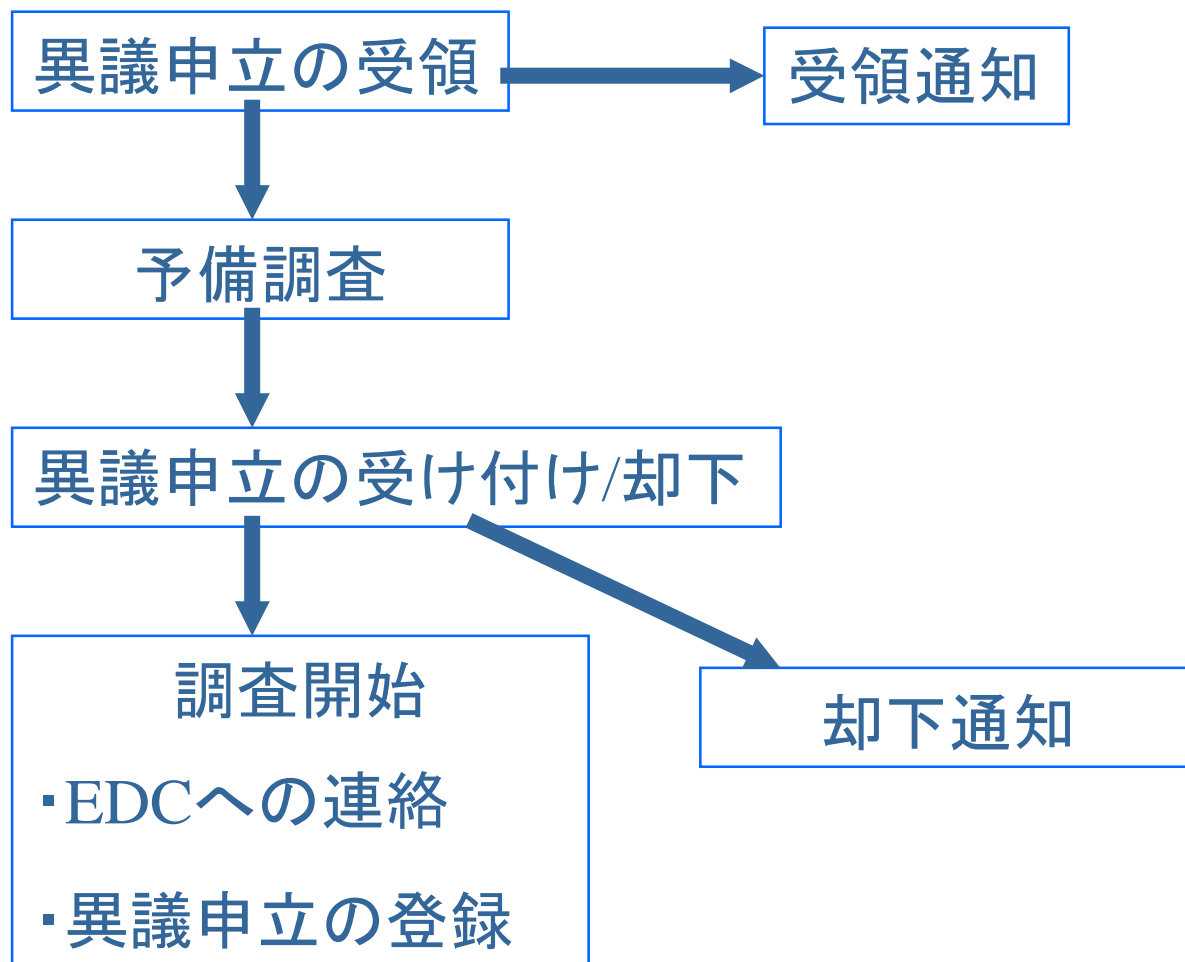 異議申立の受領
受領通知
予備調査
異議申立の受け付け/却下
調査開始
・EDCへの連絡
・異議申立の登録
却下通知